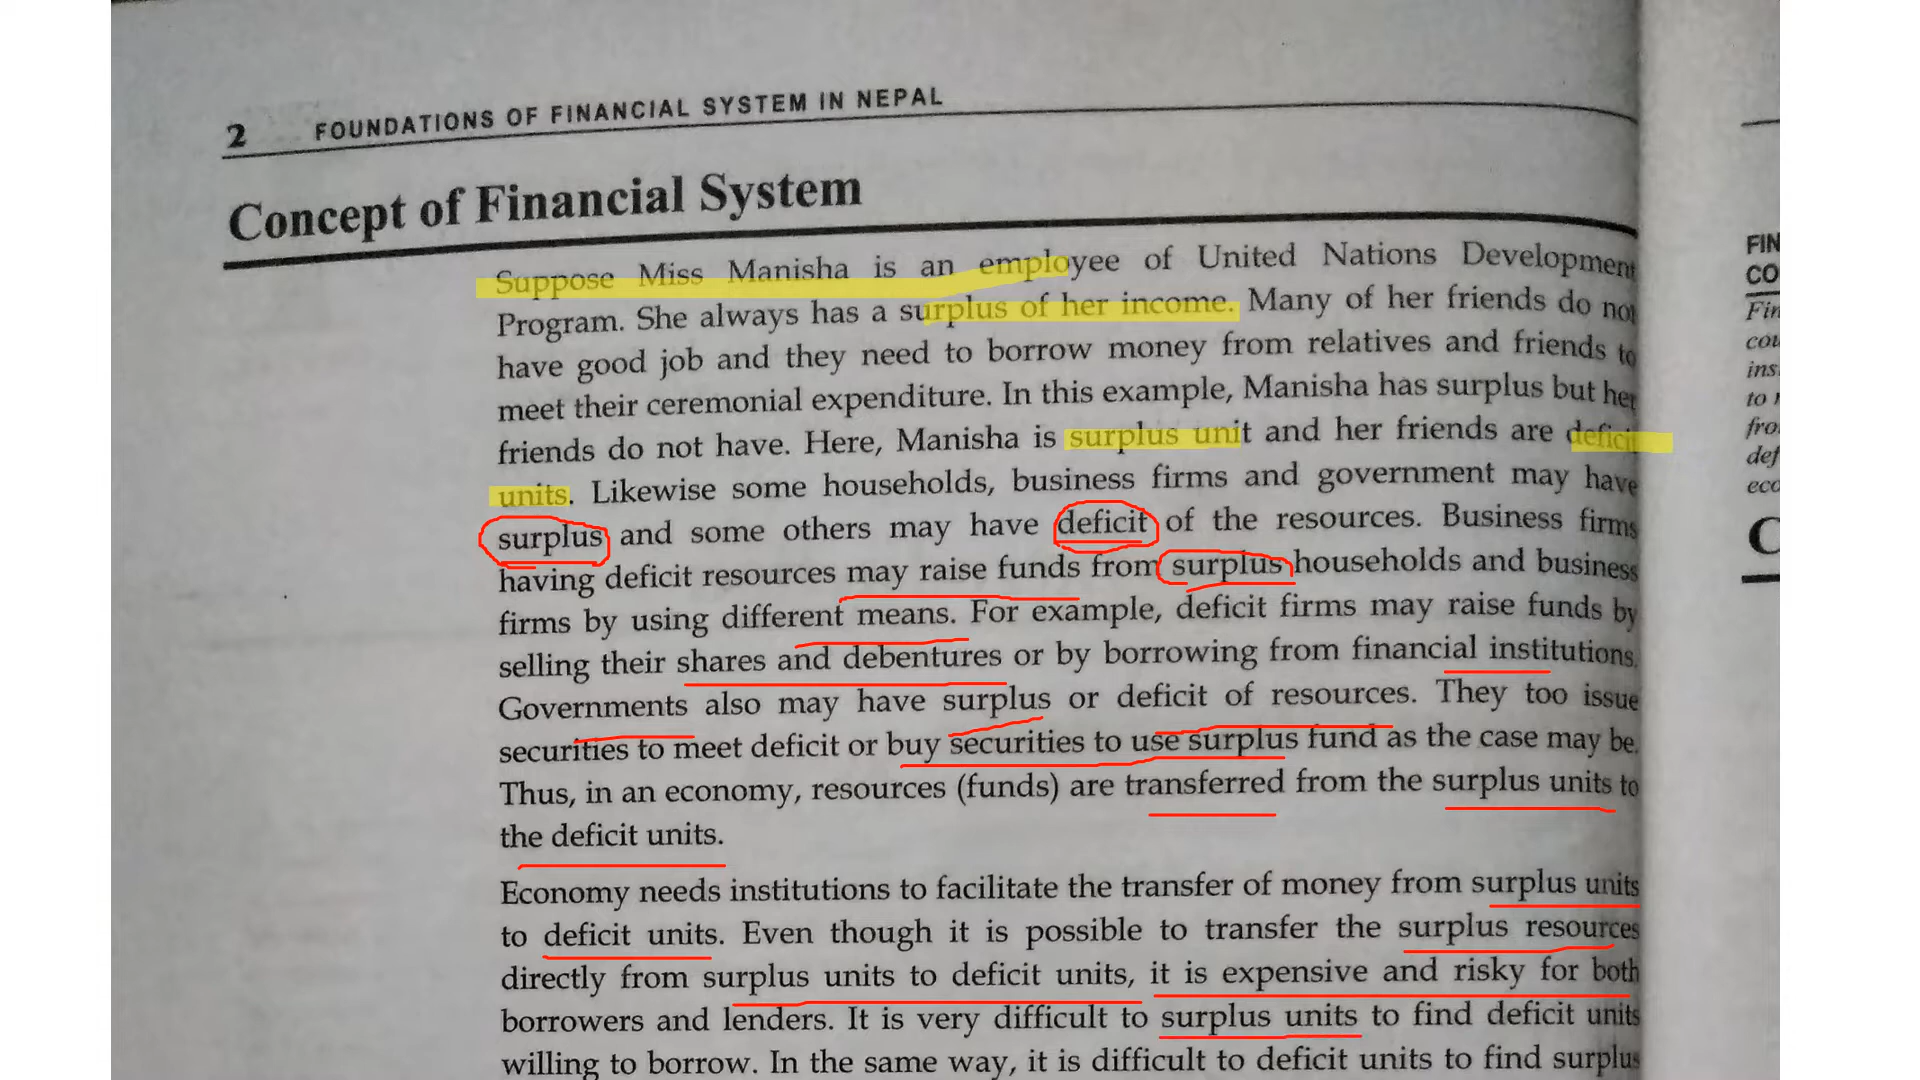 2 FOUNDATIONS OF FINANCIAL SYSTEM IN NEPAL
Concept of Financial System
Suppose Miss Manisha is an employee of United Nations Development
Program. She always has a surplus of her income. Many of her friends do not
have good job and they need to borrow money from relatives and friends to
meet their ceremonial expenditure. In this example, Manisha has surplus but her
friends do not have. Here, Manisha is surplus unit and her friends are deficit
units. Likewise some households, business firms and government may have
surplus and some others may have deficit of the resources. Business firms
having deficit resources may raise funds from surplus households and business
firms by using different means. For example, deficit firms may raise funds by
selling their shares and debentures or by borrowing from financial institutions.
Governments also may have surplus or deficit of resources. They too issue
securities to meet deficit or buy securities to use surplus fund as the case may be.
Thus, in an economy, resources (funds) are transferred from the surplus units to
the deficit units.
Economy needs institutions to facilitate the transfer of money from surplus units
to deficit units. Even though it is possible to transfer the surplus resources
directly from surplus units to deficit units, it is expensive and risky for both
borrowers and lenders. It is very difficult to surplus units to find deficit units
willing to borrow. In the same way, it is difficult to deficit units to find surplus
FIN
CO
Fin
cou
ins
to
fro
def
eco
C